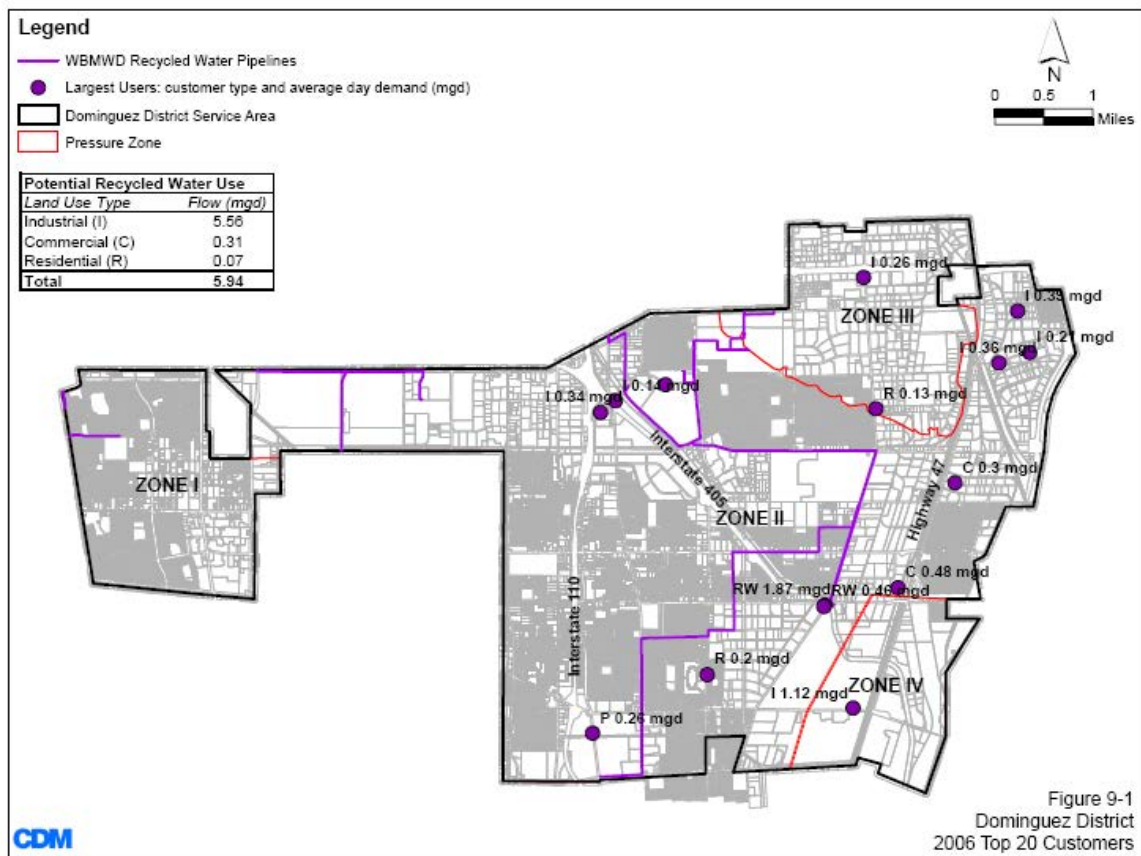 Legend
WBMWD Recycled Water Pipelines
Largest Users: customer type and average day demand (mgd)
Dominguez District Service Area
Pressure Zone
N
0 0.5 1
Miles
Potential Recycled Water Use
Land Use Type Flow (mgd)
Industrial (I) 5.56
Commercial (C) 0.31
Residential (R) 0.07
Total 5.94
I 0.26 mgd
I 0.39 mgd
ZONE III
I 0.21 mgd
I 0.36 mgd
I 0.14 mgd
I 0.34 mgd
R 0.13 mgd
Interstate 405
ZONE I
C 0.3 mgd
Highway 47
ZONE II
C 0.48 mgd
RW 1.87 mgd
RW 0.46 mgd
Interstate 110
R 0.2 mgd
ZONE IV
I 1.12 mgd
P 0.26 mgd
Figure 9-1
Dominguez District
2006 Top 20 Customers
CDM